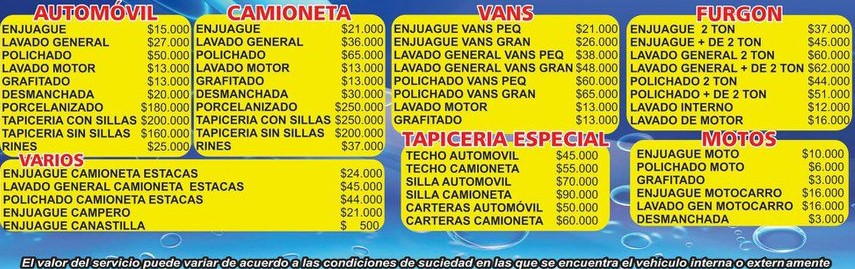 AUTOMÓVIL
ENJUAGUE $15.000
LAVADO GENERAL $27.000
POLICHADO $50.000
LAVADO MOTOR $13.000
GRAFITADO $13.000
DESMANCHADA $20.000
PORCELANIZADO $180.000
TAPICERIA CON SILLAS $200.000
TAPICERIA SIN SILLAS $160.000
RINES $25.000
CAMIONETA
ENJUAGUE $21.000
LAVADO GENERAL $36.000
POLICHADO $65.000
LAVADO MOTOR $13.000
GRAFITADO $13.000
DESMANCHADA $30.000
PORCELANIZADO $250.000
TAPICERIA CON SILLAS $250.000
TAPICERIA SIN SILLAS $200.000
RINES $37.000
VANS
ENJUAGUE VANS PEQ $21.000
ENJUAGUE VANS GRAN $26.000
LAVADO GENERAL VANS PEQ $38.000
LAVADO GENERAL VANS GRAN $48.000
POLICHADO VANS PEQ $60.000
POLICHADO VANS GRAN $65.000
LAVADO MOTOR $13.000
GRAFITADO $13.000
FURGON
ENJUAGUE 2 TON $37.000
ENJUAGUE + DE 2 TON $45.000
LAVADO GENERAL 2 TON $60.000
LAVADO GENERAL + DE 2 TON $62.000
POLICHADO 2 TON $44.000
POLICHADO + DE 2 TON $51.000
LAVADO INTERNO $12.000
LAVADO DE MOTOR $16.000
VARIOS
ENJUAGUE CAMIONETA ESTACAS $24.000
LAVADO GENERAL CAMIONETA ESTACAS $45.000
POLICHADO CAMIONETA ESTACAS $44.000
ENJUAGUE CAMPERO $21.000
ENJUAGUE CANASTILLA $ 500
TAPICERIA ESPECIAL
TECHO AUTOMOVIL $45.000
TECHO CAMIONETA $55.000
SILLA AUTOMOVIL $70.000
SILLA CAMIONETA $90.000
CARTERAS AUTOMÓVIL $50.000
CARTERAS CAMIONETA $60.000
MOTOS
ENJUAGUE MOTO $10.000
POLICHADO MOTO $6.000
GRAFITADO $3.000
ENJUAGUE MOTOCARRO $16.000
LAVADO GEN MOTOCARRO $16.000
DESMANCHADA $3.000
El valor del servicio puede variar de acuerdo a las condiciones de suciedad en las que se encuentra el vehiculo interna o externamente